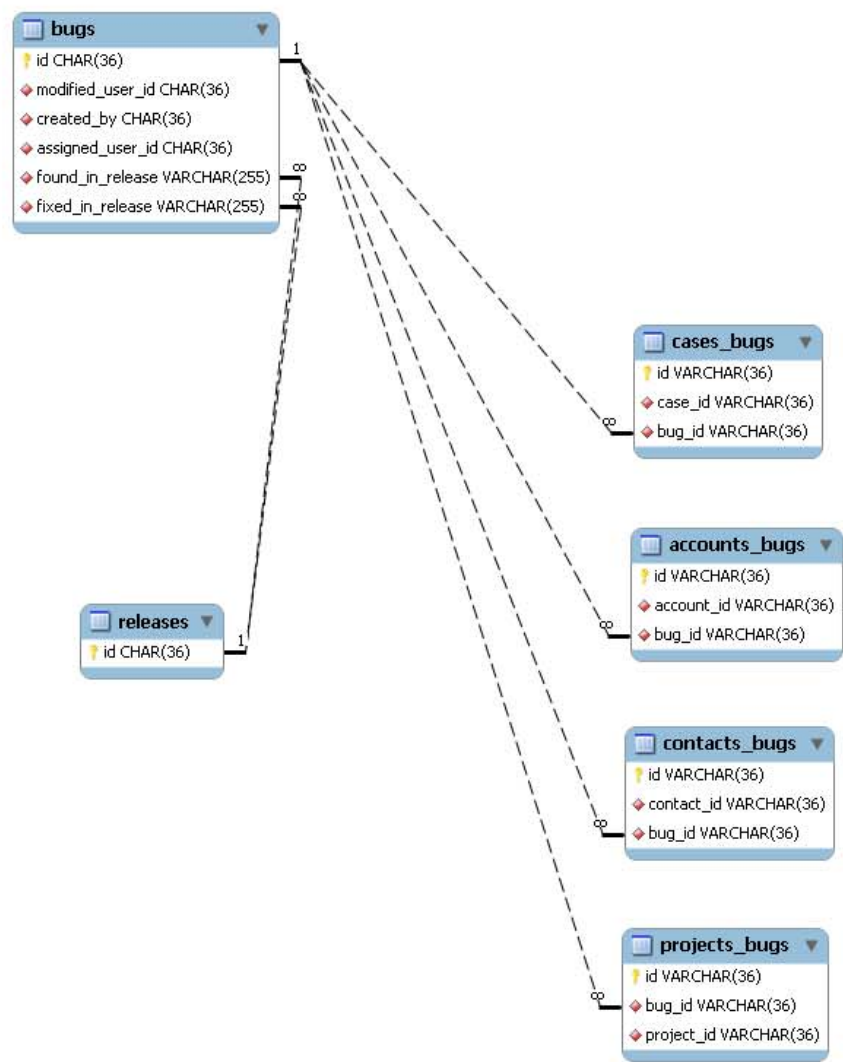 bugs
id CHAR(36)
modified_user_id CHAR(36)
created_by CHAR(36)
assigned_user_id CHAR(36)
found_in_release VARCHAR(255)
fixed_in_release VARCHAR(255)
1
∞
∞
cases_bugs
id VARCHAR(36)
case_id VARCHAR(36)
bug_id VARCHAR(36)
∞
accounts_bugs
id VARCHAR(36)
account_id VARCHAR(36)
bug_id VARCHAR(36)
∞
releases
id CHAR(36)
1
contacts_bugs
id VARCHAR(36)
contact_id VARCHAR(36)
bug_id VARCHAR(36)
∞
projects_bugs
id VARCHAR(36)
bug_id VARCHAR(36)
project_id VARCHAR(36)
∞